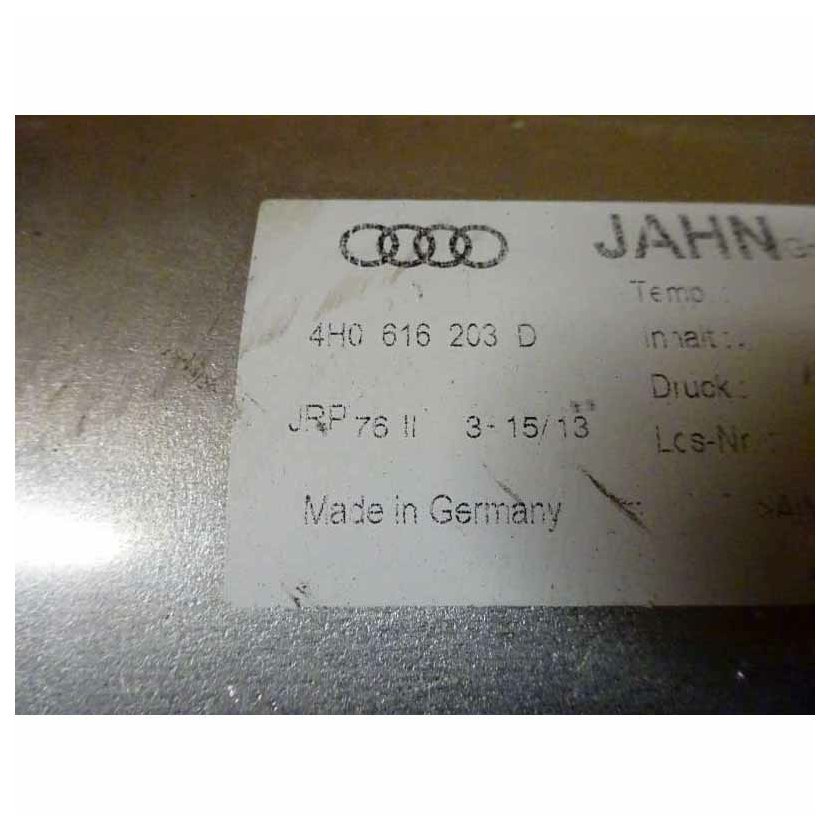 JAHN
Temp.:
4H0 616 203 D
Inhalt:
Druck:
JRP 76 II 3-15/13
Los-Nr.:
Made in Germany